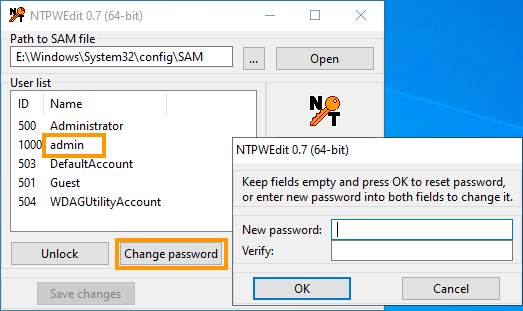 NTPWEdit 0.7 (64-bit)
Path to SAM file
E:\Windows\System32\config\SAM
...
Open
User list
ID Name
500 Administrator
1000 admin
503 DefaultAccount
501 Guest
504 WDAGUtilityAccount
N
T
Unlock
Change password
Save changes
NTPWEdit 0.7 (64-bit)
Keep fields empty and press OK to reset password,
or enter new password into both fields to change it.
New password:
Verify:
OK
Cancel